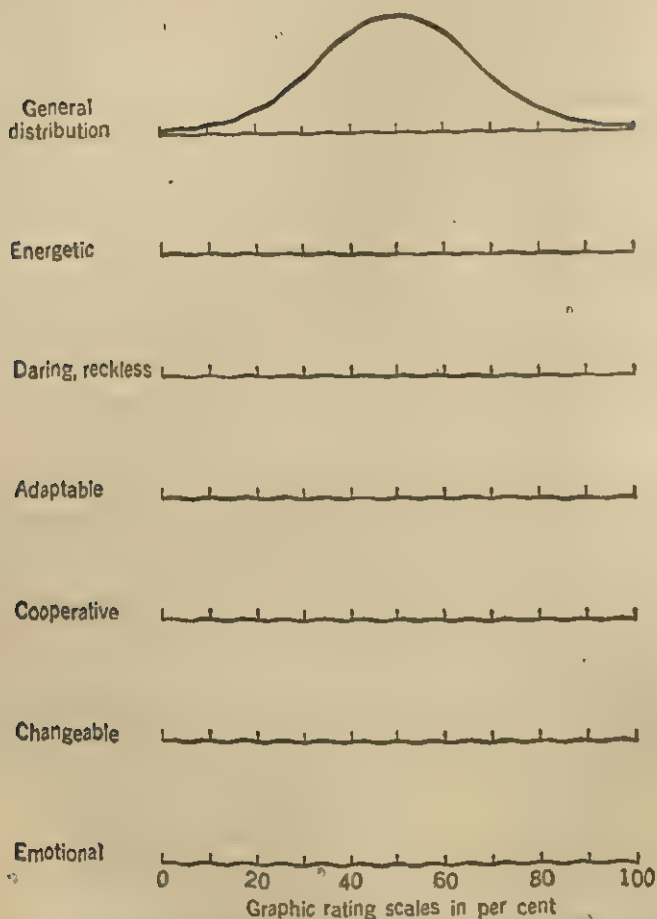 General
distribution
Energetic
Daring, reckless
Adaptable
Cooperative
Changeable
Emotional
0 20 40 60 80 100
Graphic rating scales in per cent